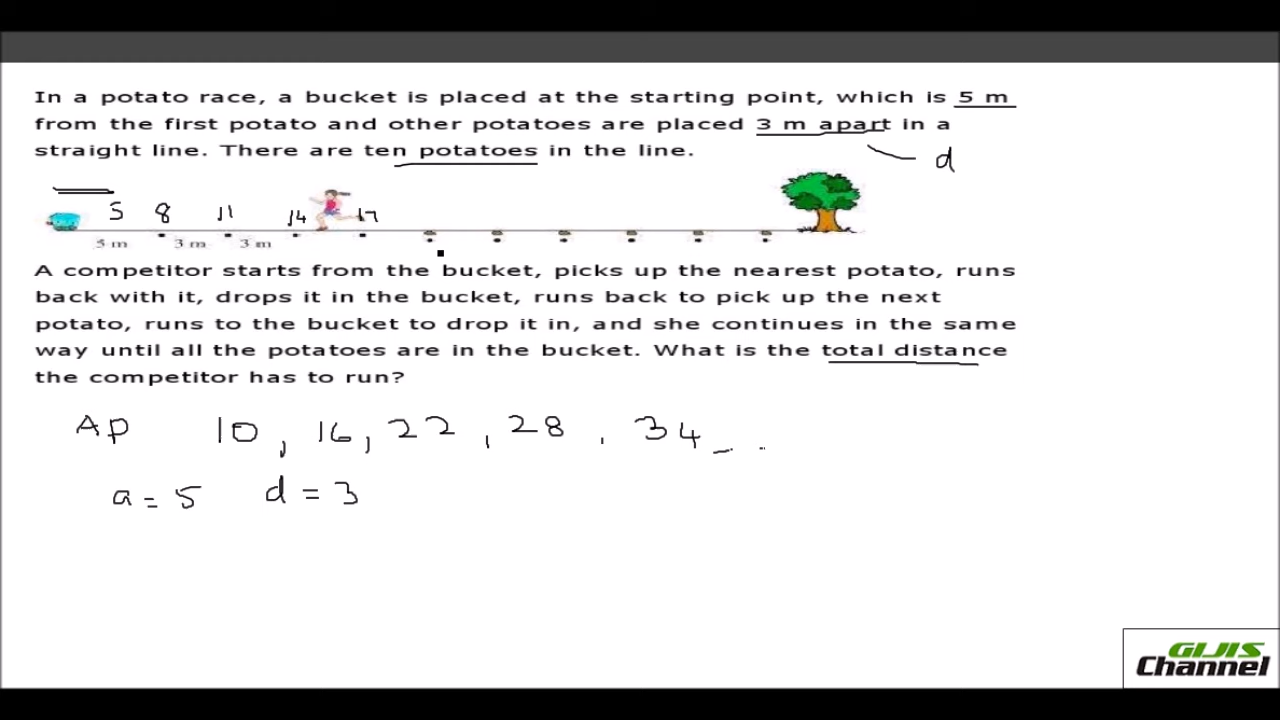 In a potato race, a bucket is placed at the starting point, which is 5 m
from the first potato and other potatoes are placed 3 m apart in a
straight line. There are ten potatoes in the line.
d
5 8 11 14 17
5 m 3 m 3 m
A competitor starts from the bucket, picks up the nearest potato, runs
back with it, drops it in the bucket, runs back to pick up the next
potato, runs to the bucket to drop it in, and she continues in the same
way until all the potatoes are in the bucket. What is the total distance
the competitor has to run?
AP 10, 16, 22, 28, 34 - -
a = 5 d = 3
GIJIS
Channel